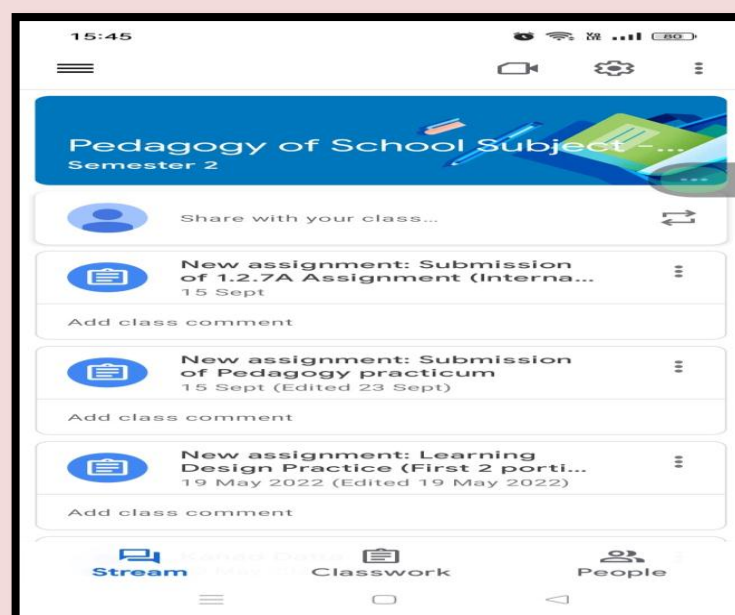 15:45
80
Pedagogy of School Subject -...
Semester 2
Share with your class...
New assignment: Submission
of 1.2.7A Assignment (Interna...
15 Sept
Add class comment
New assignment: Submission
of Pedagogy practicum
15 Sept (Edited 23 Sept)
Add class comment
New assignment: Learning
Design Practice (First 2 porti...
19 May 2022 (Edited 19 May 2022)
Add class comment
Stream Classwork People